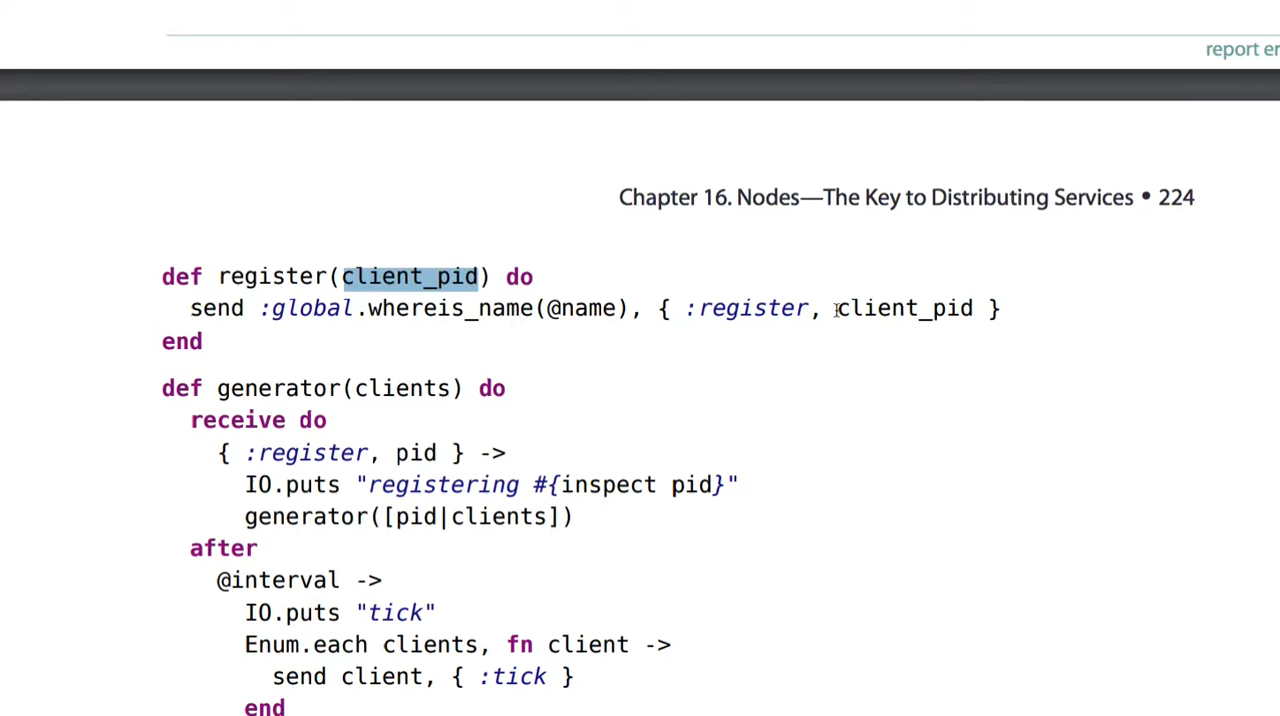 report er
Chapter 16. Nodes—The Key to Distributing Services • 224
def register(client_pid) do
send :global.whereis_name(@name), { :register, client_pid }
end
def generator(clients) do
receive do
{ :register, pid } ->
IO.puts "registering #{inspect pid}"
generator([pid|clients])
after
@interval ->
IO.puts "tick"
Enum.each clients, fn client ->
send client, { :tick }
end